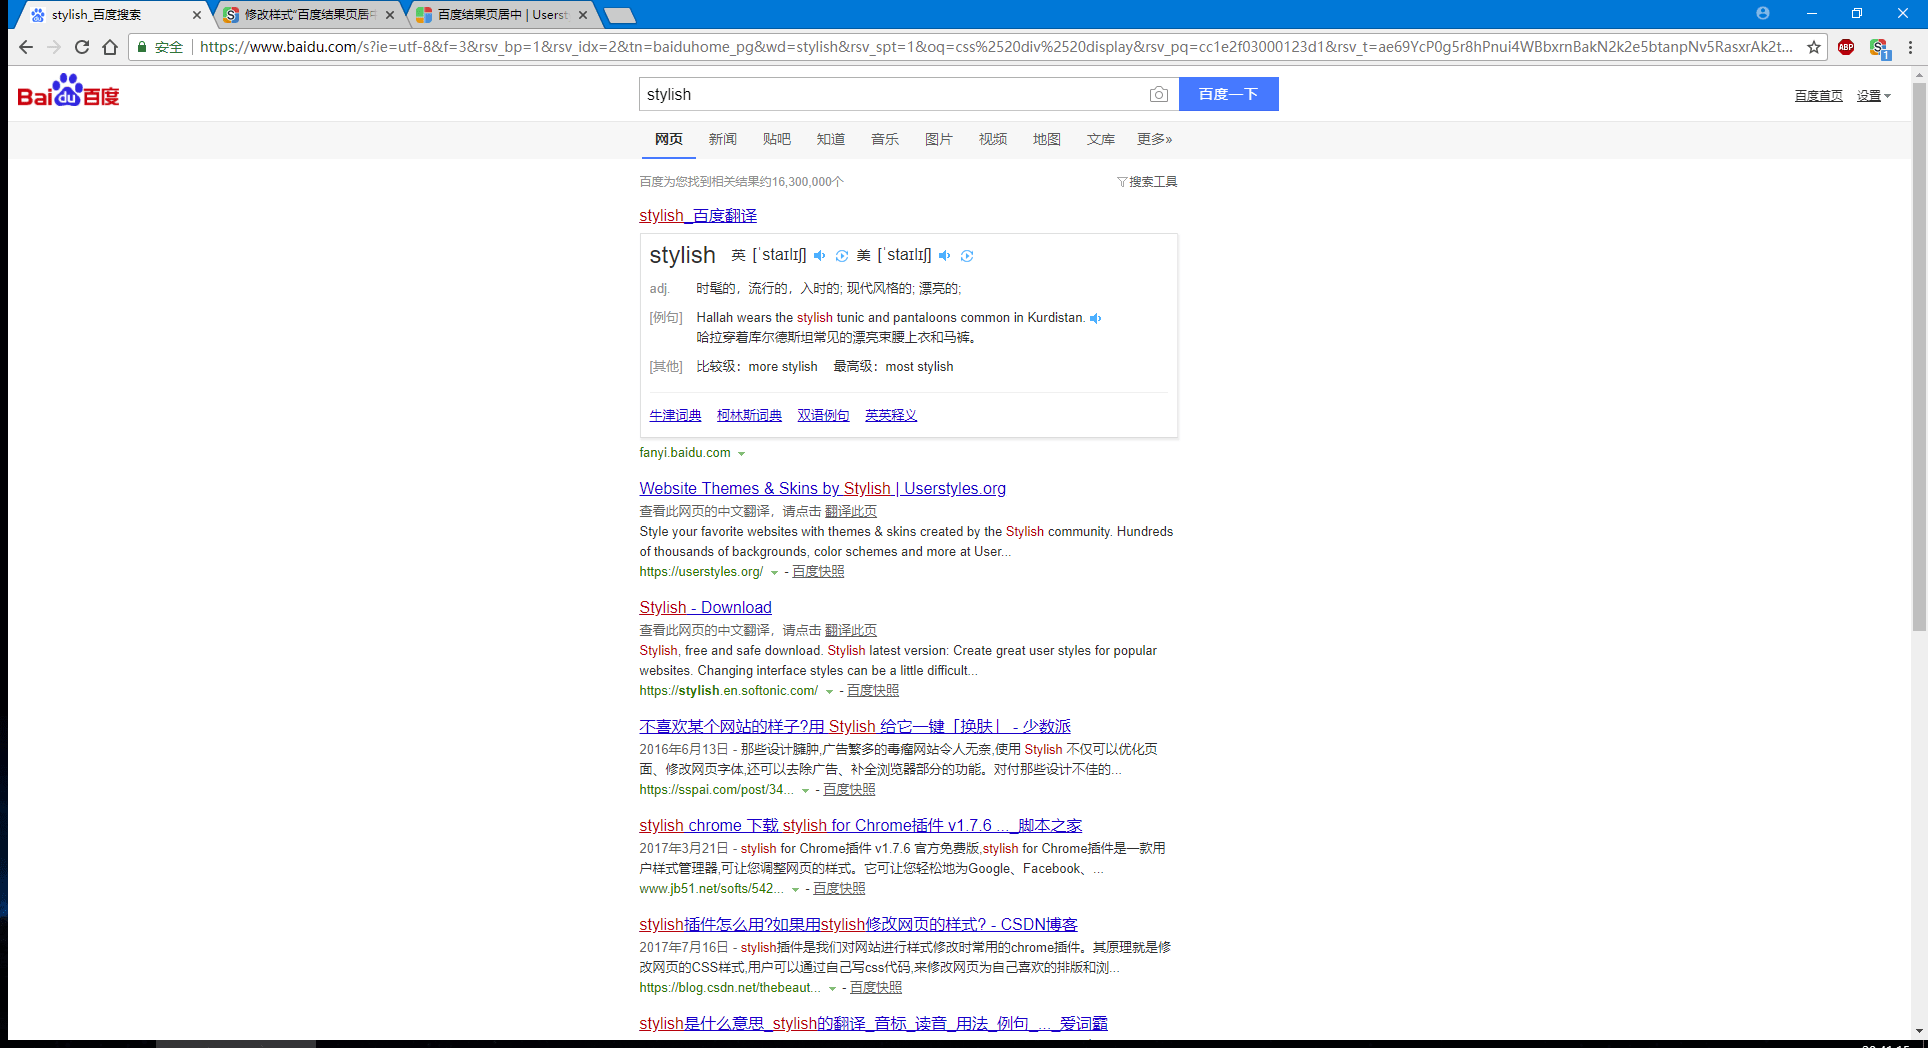 stylish_百度搜索
修改样式"百度结果页居中
百度结果页居中 | Userst
安全
https://www.baidu.com/s?ie=utf-8&f=3&rsv_bp=1&rsv_idx=2&tn=baiduhome_pg&wd=stylish&rsv_spt=1&oq=css%2520div%2520display&rsv_pq=cc1e2f03000123d1&rsv_t=ae69YcP0g5r8hPnui4WBbxrnBakN2k2e5btanpNv5RasxrAk2t...
ABP
S
1
Bai du 百度
stylish
百度一下
百度首页 设置
网页 新闻 贴吧 知道 音乐 图片 视频 地图 文库 更多»
百度为您找到相关结果约16,300,000个
搜索工具
stylish_百度翻译
stylish 英 [ˈstaɪlɪʃ] 美 [ˈstaɪlɪʃ]
adj. 时髦的，流行的，入时的; 现代风格的; 漂亮的;
[例句] Hallah wears the stylish tunic and pantaloons common in Kurdistan.
哈拉穿着库尔德斯坦常见的漂亮束腰上衣和马裤。
[其他] 比较级：more stylish 最高级：most stylish
牛津词典 柯林斯词典 双语例句 英英释义
fanyi.baidu.com
Website Themes & Skins by Stylish | Userstyles.org
查看此网页的中文翻译，请点击 翻译此页
Style your favorite websites with themes & skins created by the Stylish community. Hundreds
of thousands of backgrounds, color schemes and more at User...
https://userstyles.org/ - 百度快照
Stylish - Download
查看此网页的中文翻译，请点击 翻译此页
Stylish, free and safe download. Stylish latest version: Create great user styles for popular
websites. Changing interface styles can be a little difficult...
https://stylish.en.softonic.com/ - 百度快照
不喜欢某个网站的样子?用 Stylish 给它一键「换肤」 - 少数派
2016年6月13日 - 那些设计臃肿,广告繁多的毒瘤网站令人无奈,使用 Stylish 不仅可以优化页
面、修改网页字体,还可以去除广告、补全浏览器部分的功能。对付那些设计不佳的...
https://sspai.com/post/34... - 百度快照
stylish chrome 下载 stylish for Chrome插件 v1.7.6 ..._脚本之家
2017年3月21日 - stylish for Chrome插件 v1.7.6 官方免费版,stylish for Chrome插件是一款用
户样式管理器,可让您调整网页的样式。它可让您轻松地为Google、Facebook、...
www.jb51.net/softs/542... - 百度快照
stylish插件怎么用?如果用stylish修改网页的样式? - CSDN博客
2017年7月16日 - stylish插件是我们对网站进行样式修改时常用的chrome插件。其原理就是修
改网页的CSS样式,用户可以通过自己写css代码,来修改网页为自己喜欢的排版和浏...
https://blog.csdn.net/thebeaut... - 百度快照
stylish是什么意思_stylish的翻译_音标_读音_用法_例句_..._爱词霸